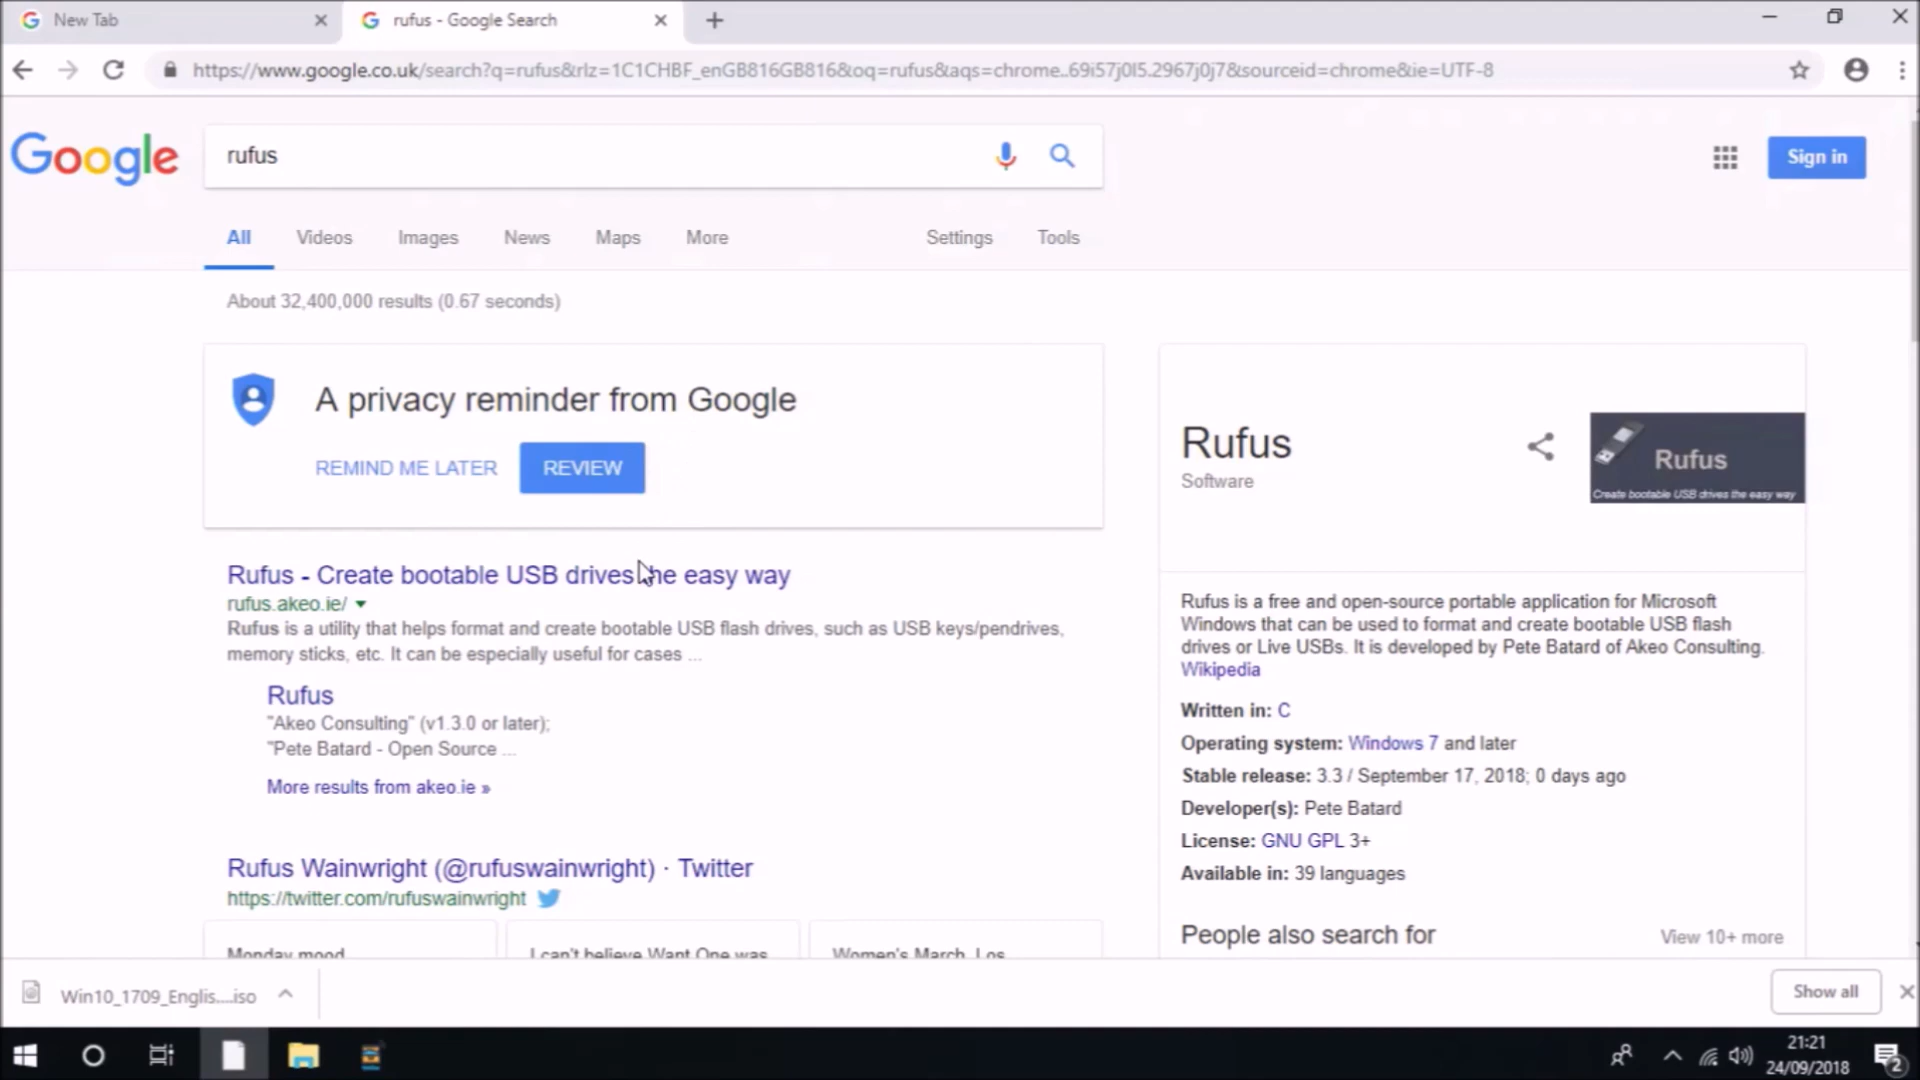 New Tab
rufus - Google Search
https://www.google.co.uk/search?q=rufus&rlz=1C1CHBF_enGB816GB816&oq=rufus&aqs=chrome..69i57j0l5.2967j0j7&sourceid=chrome&ie=UTF-8
Google
rufus
Sign in
All Videos Images News Maps More Settings Tools
About 32,400,000 results (0.67 seconds)
A privacy reminder from Google
REMIND ME LATER REVIEW
Rufus - Create bootable USB drives the easy way
rufus.akeo.ie/
Rufus is a utility that helps format and create bootable USB flash drives, such as USB keys/pendrives,
memory sticks, etc. It can be especially useful for cases ...
Rufus
"Akeo Consulting" (v1.3.0 or later);
"Pete Batard - Open Source ...
More results from akeo.ie »
Rufus Wainwright (@rufuswainwright) · Twitter
https://twitter.com/rufuswainwright
Monday mood
I can't believe Want One was
Women's March, Los
Rufus
Software
Rufus
Create bootable USB drives the easy way
Rufus is a free and open-source portable application for Microsoft
Windows that can be used to format and create bootable USB flash
drives or Live USBs. It is developed by Pete Batard of Akeo Consulting.
Wikipedia
Written in: C
Operating system: Windows 7 and later
Stable release: 3.3 / September 17, 2018; 0 days ago
Developer(s): Pete Batard
License: GNU GPL 3+
Available in: 39 languages
People also search for
View 10+ more
Win10_1709_Englis....iso
Show all
21:21
24/09/2018
2